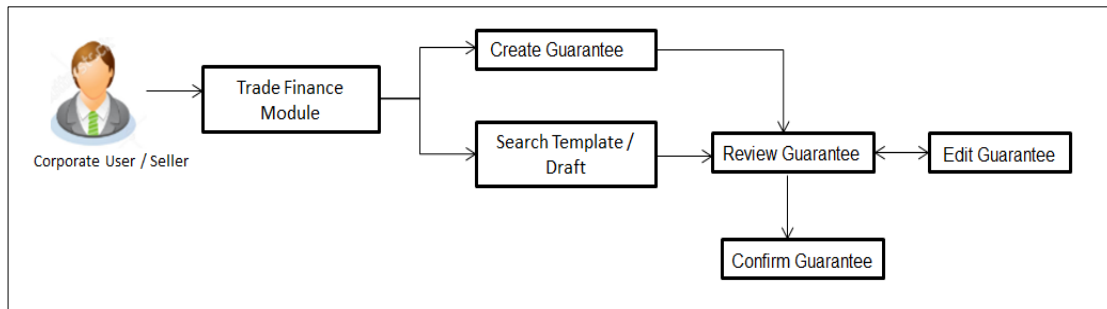 Create Guarantee
Trade Finance
Module
Search Template /
Draft
Review Guarantee
Edit Guarantee
Corporate User / Seller
Confirm Guarantee